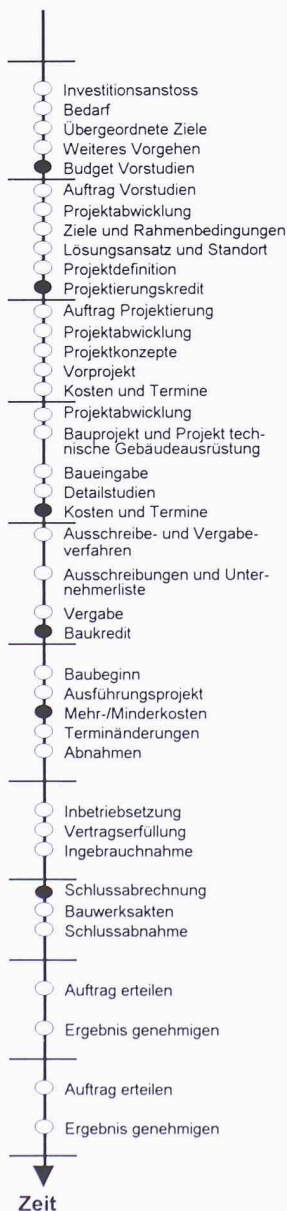 Investitionsanstoss
Bedarf
Übergeordnete Ziele
Weiteres Vorgehen
Budget Vorstudien
Auftrag Vorstudien
Projektabwicklung
Ziele und Rahmenbedingungen
Lösungsansatz und Standort
Projektdefinition
Projektierungskredit
Auftrag Projektierung
Projektabwicklung
Projektkonzepte
Vorprojekt
Kosten und Termine
Projektabwicklung
Bauprojekt und Projekt tech-
nische Gebäudeausrüstung
Baueingabe
Detailstudien
Kosten und Termine
Ausschreibe- und Vergabe-
verfahren
Ausschreibungen und Unter-
nehmerliste
Vergabe
Baukredit
Baubeginn
Ausführungsprojekt
Mehr-/Minderkosten
Terminänderungen
Abnahmen
Inbetriebsetzung
Vertragserfüllung
Ingebrauchnahme
Schlussabrechnung
Bauwerksakten
Schlussabnahme
Auftrag erteilen
Ergebnis genehmigen
Auftrag erteilen
Ergebnis genehmigen
Zeit